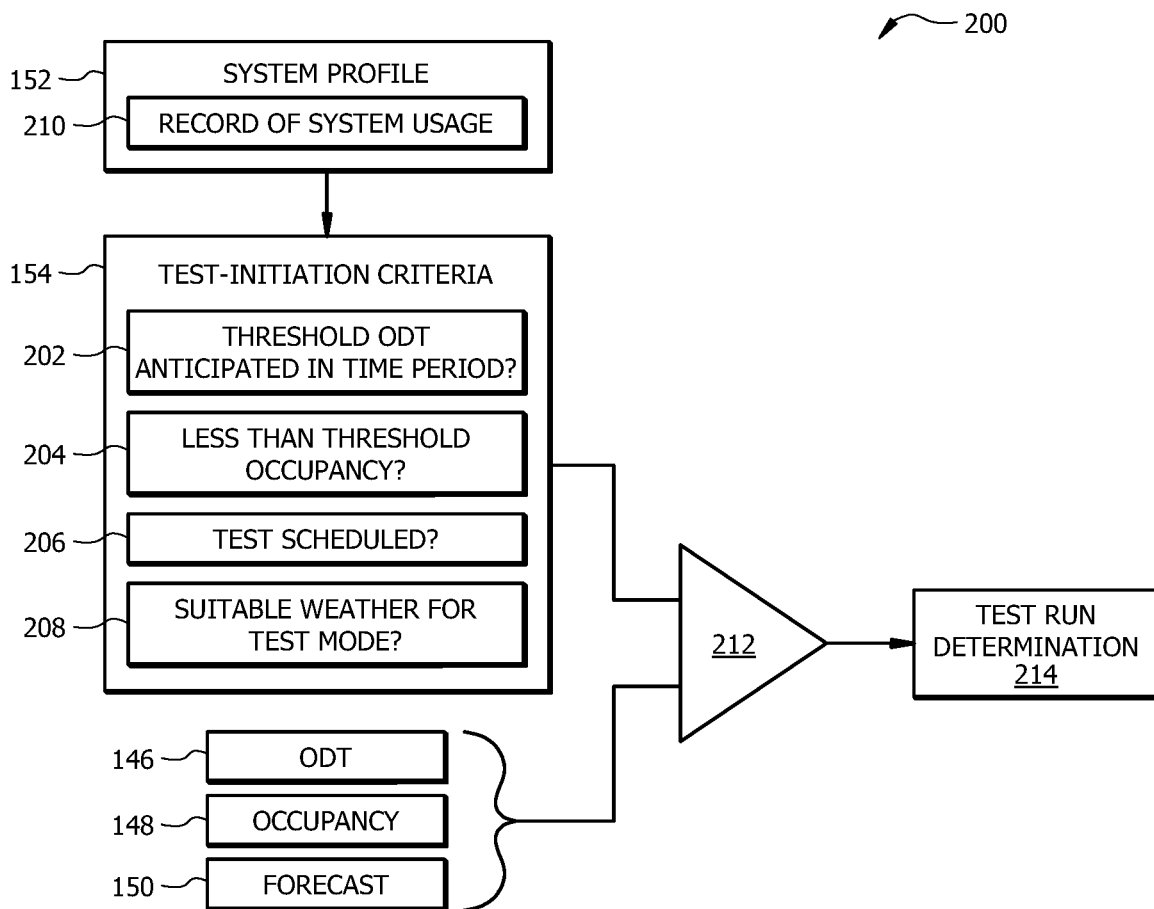 200
152
SYSTEM PROFILE
210
RECORD OF SYSTEM USAGE
154
TEST-INITIATION CRITERIA
202
THRESHOLD ODT
ANTICIPATED IN TIME PERIOD?
204
LESS THAN THRESHOLD
OCCUPANCY?
206
TEST SCHEDULED?
208
SUITABLE WEATHER FOR
TEST MODE?
212
TEST RUN
DETERMINATION
214
146
ODT
148
OCCUPANCY
150
FORECAST